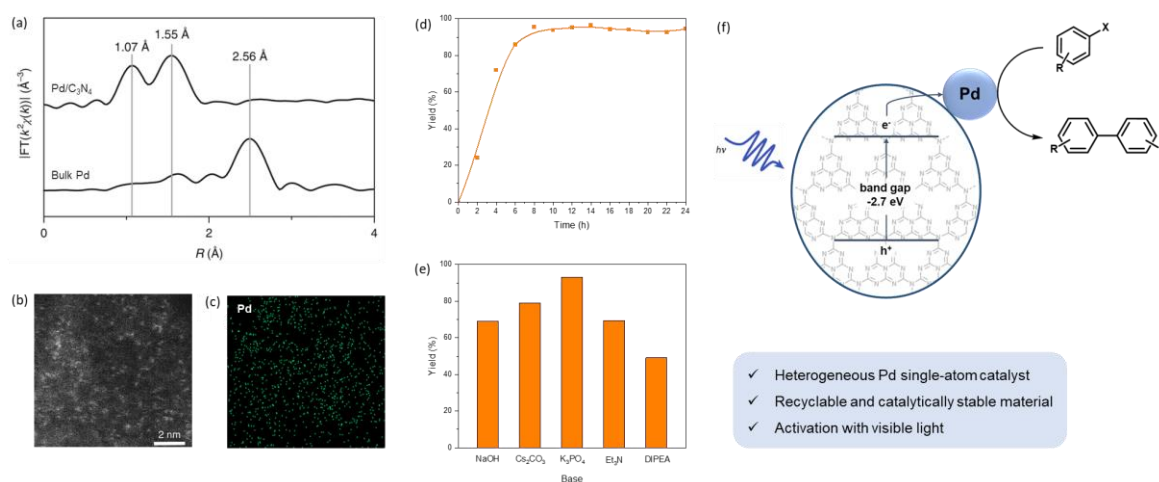 (a)
1.07 Å
1.55 Å
2.56 Å
Pd/C₃N₄
Bulk Pd
|FT(k²χ(k))| (Å⁻³)
0
2
4
R (Å)
(b)
2 nm
(c)
Pd
(d)
100
80
60
40
20
0
Yield (%)
0 2 4 6 8 10 12 14 16 18 20 22 24
Time (h)
(e)
100
80
60
40
20
0
Yield (%)
NaOH
Cs₂CO₃
K₃PO₄
Et₃N
DIPEA
Base
(f)
hν
e⁻
band gap
-2.7 eV
h⁺
Pd
X
R
R
✓ Heterogeneous Pd single-atom catalyst
✓ Recyclable and catalytically stable material
✓ Activation with visible light